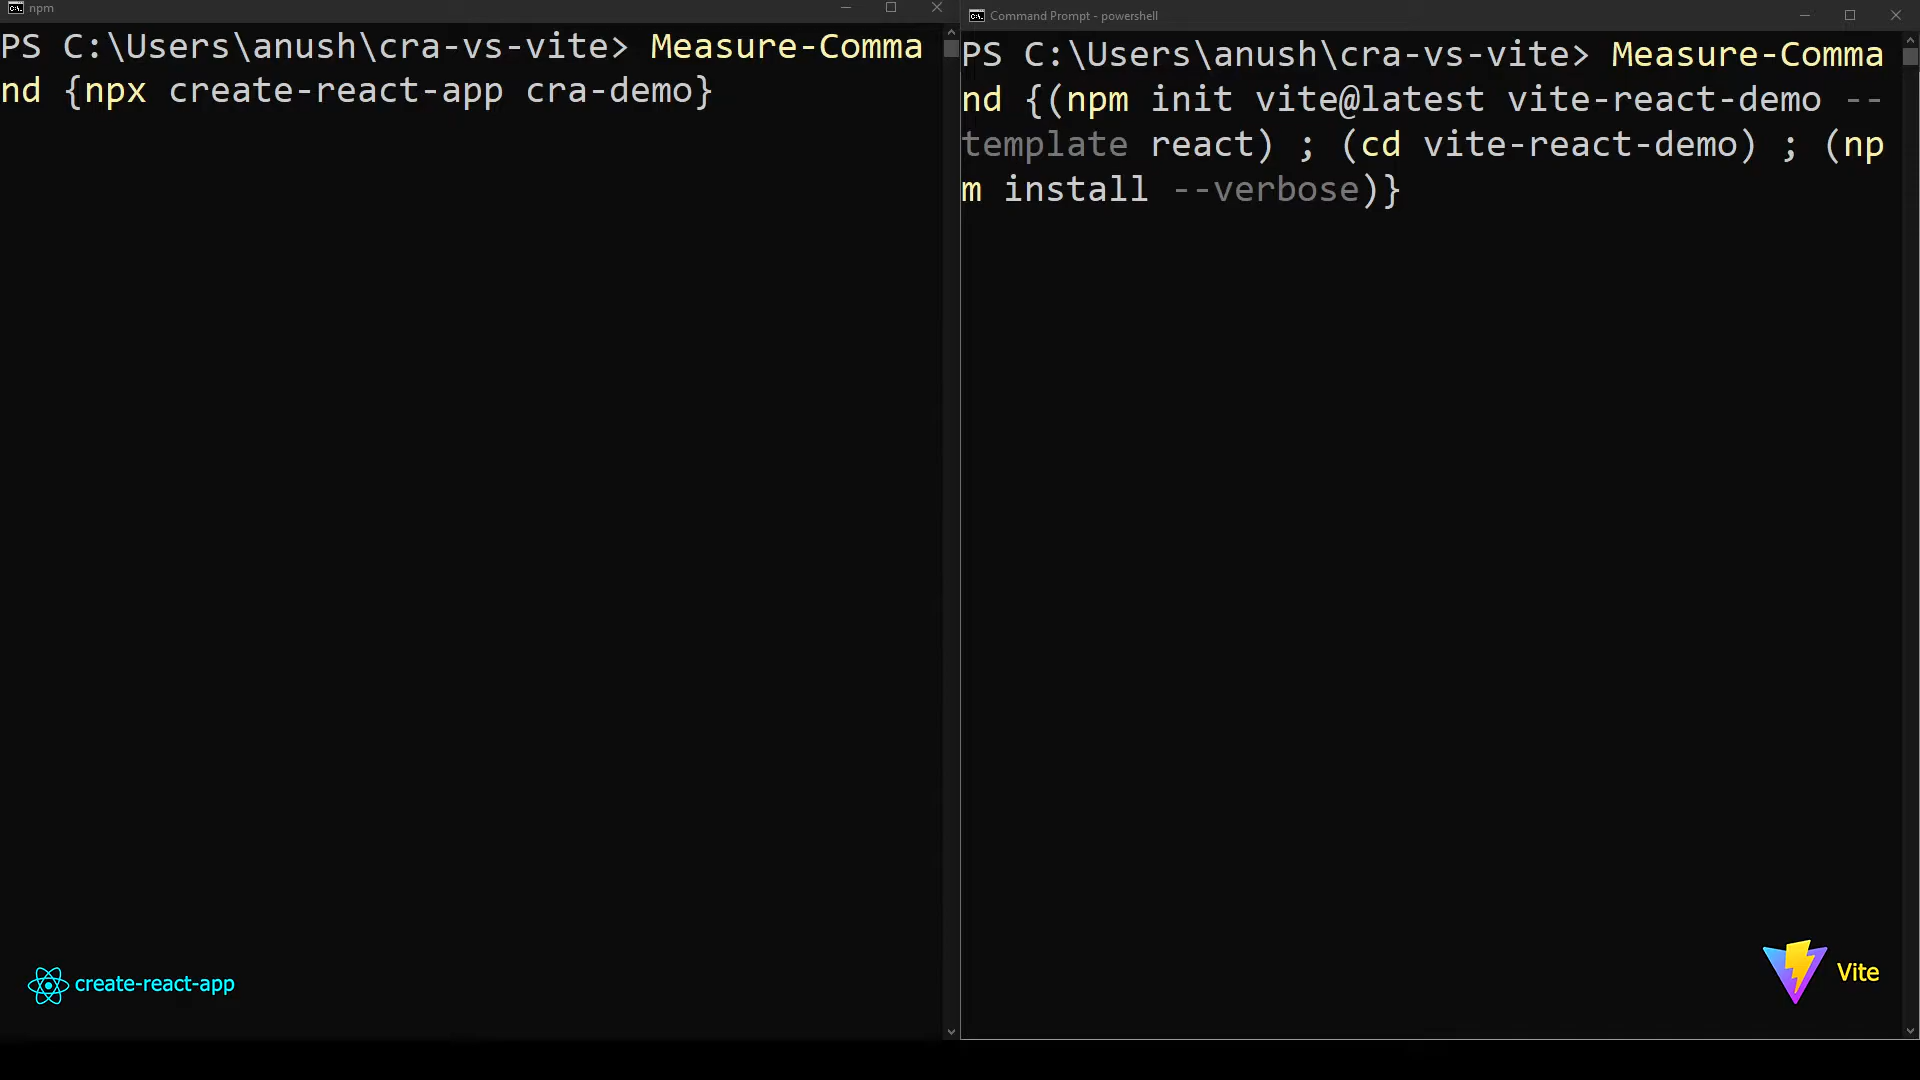 npm
PS C:\Users\anush\cra-vs-vite> Measure-Comma
nd {npx create-react-app cra-demo}
create-react-app
Command Prompt - powershell
PS C:\Users\anush\cra-vs-vite> Measure-Comma
nd {(npm init vite@latest vite-react-demo --
template react) ; (cd vite-react-demo) ; (np
m install --verbose)}
Vite